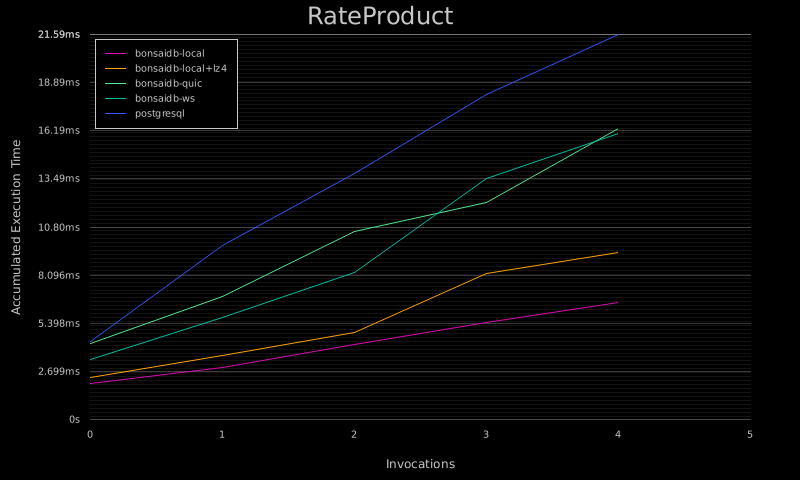 RateProduct
21.59ms
18.89ms
16.19ms
13.49ms
10.80ms
8.096ms
5.398ms
2.699ms
0s
bonsaidb-local
bonsaidb-local+lz4
bonsaidb-quic
bonsaidb-ws
postgresql
Accumulated Execution Time
0 1 2 3 4 5
Invocations